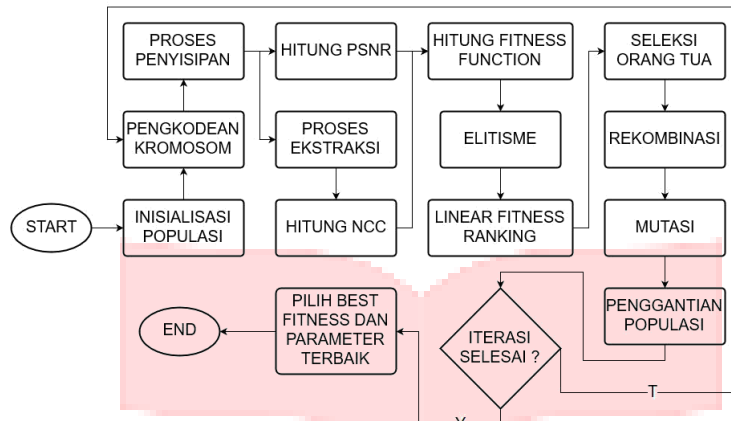 START
INISIALISASI
POPULASI
PENGKODEAN
KROMOSOM
PROSES
PENYISIPAN
HITUNG PSNR
PROSES
EKSTRAKSI
HITUNG NCC
HITUNG FITNESS
FUNCTION
ELITISME
LINEAR FITNESS
RANKING
SELEKSI
ORANG TUA
REKOMBINASI
MUTASI
PENGGANTIAN
POPULASI
ITERASI
SELESAI ?
T
Y
PILIH BEST
FITNESS DAN
PARAMETER
TERBAIK
END